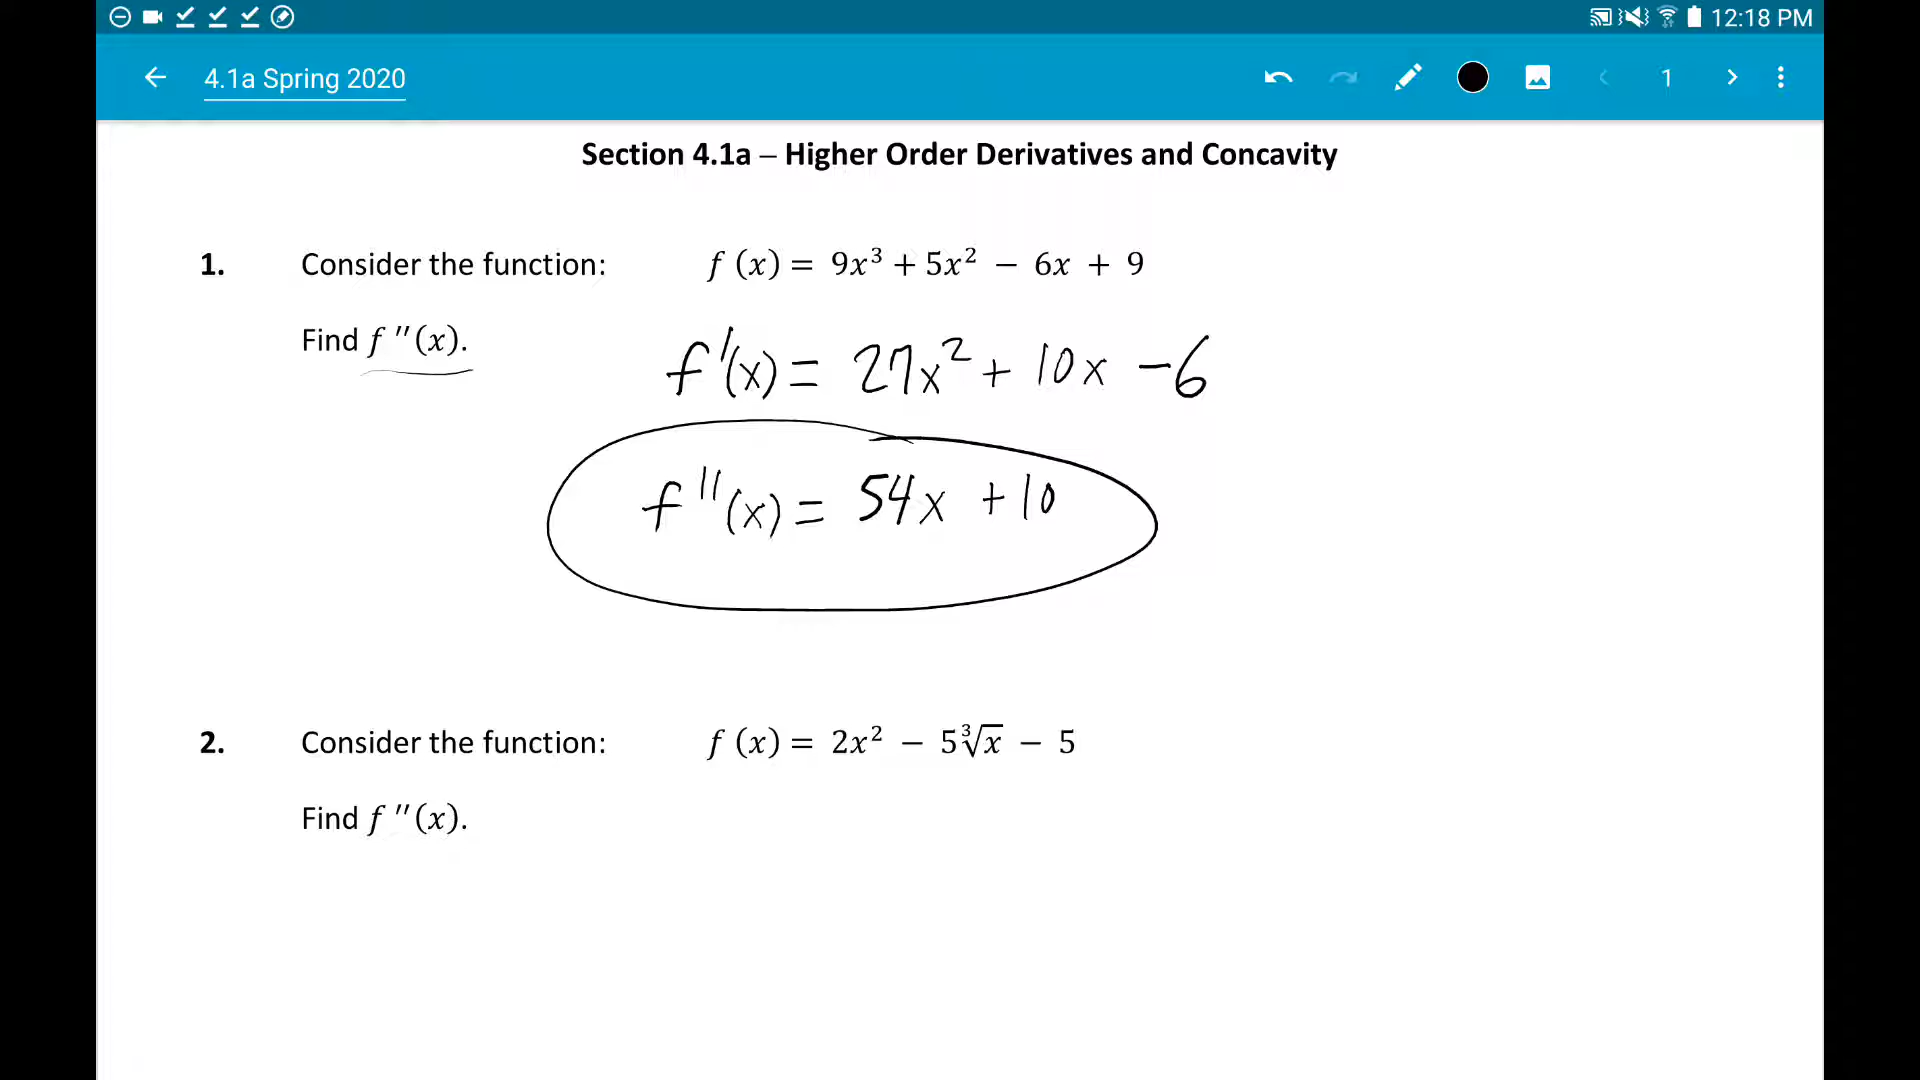 12:18 PM
4.1a Spring 2020
1
Section 4.1a – Higher Order Derivatives and Concavity
1. Consider the function: f (x) = 9x³ + 5x² − 6x + 9
Find f ″(x).
f'(x) = 27x² + 10x − 6
f''(x) = 54x + 10
2. Consider the function: f (x) = 2x² − 5∛x − 5
Find f ″(x).